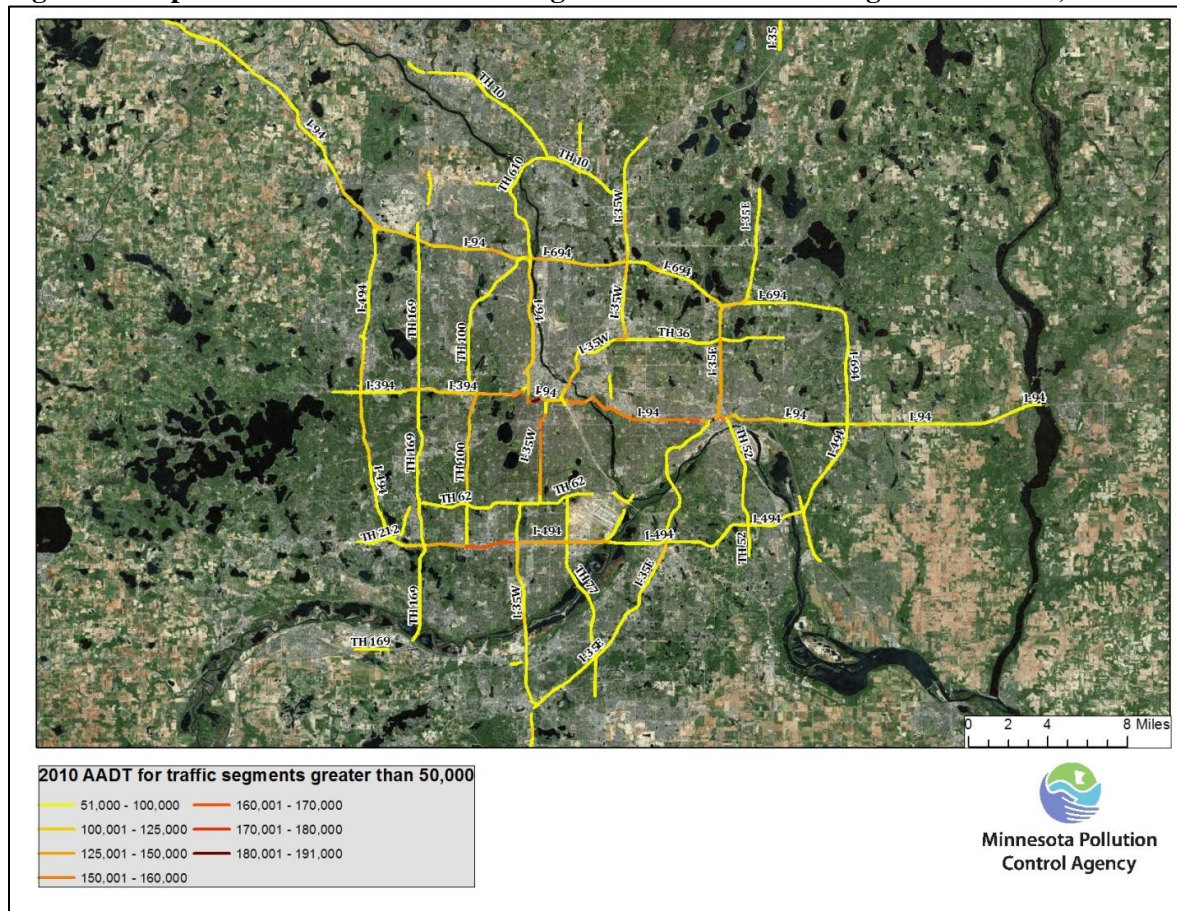 I-35
TH 10
I-94
TH 10
TH 610
I-35W
I-35E
I-94
I-694
I-694
I-494
TH 169
I-94
I-35W
I-694
TH 100
I-35W
TH 36
I-35E
I-694
I-394
I-394
I-94
I-94
I-94
I-94
I-94
I-35W
TH 52
I-494
TH 169
TH 100
I-494
TH 62
TH 62
TH 212
I-494
I-494
I-494
TH 52
I-35E
TH 77
I-35W
TH 169
TH 169
I-35E
0 2 4 8 Miles
2010 AADT for traffic segments greater than 50,000
51,000 - 100,000
100,001 - 125,000
125,001 - 150,000
150,001 - 160,000
160,001 - 170,000
170,001 - 180,000
180,001 - 191,000
Minnesota Pollution
Control Agency